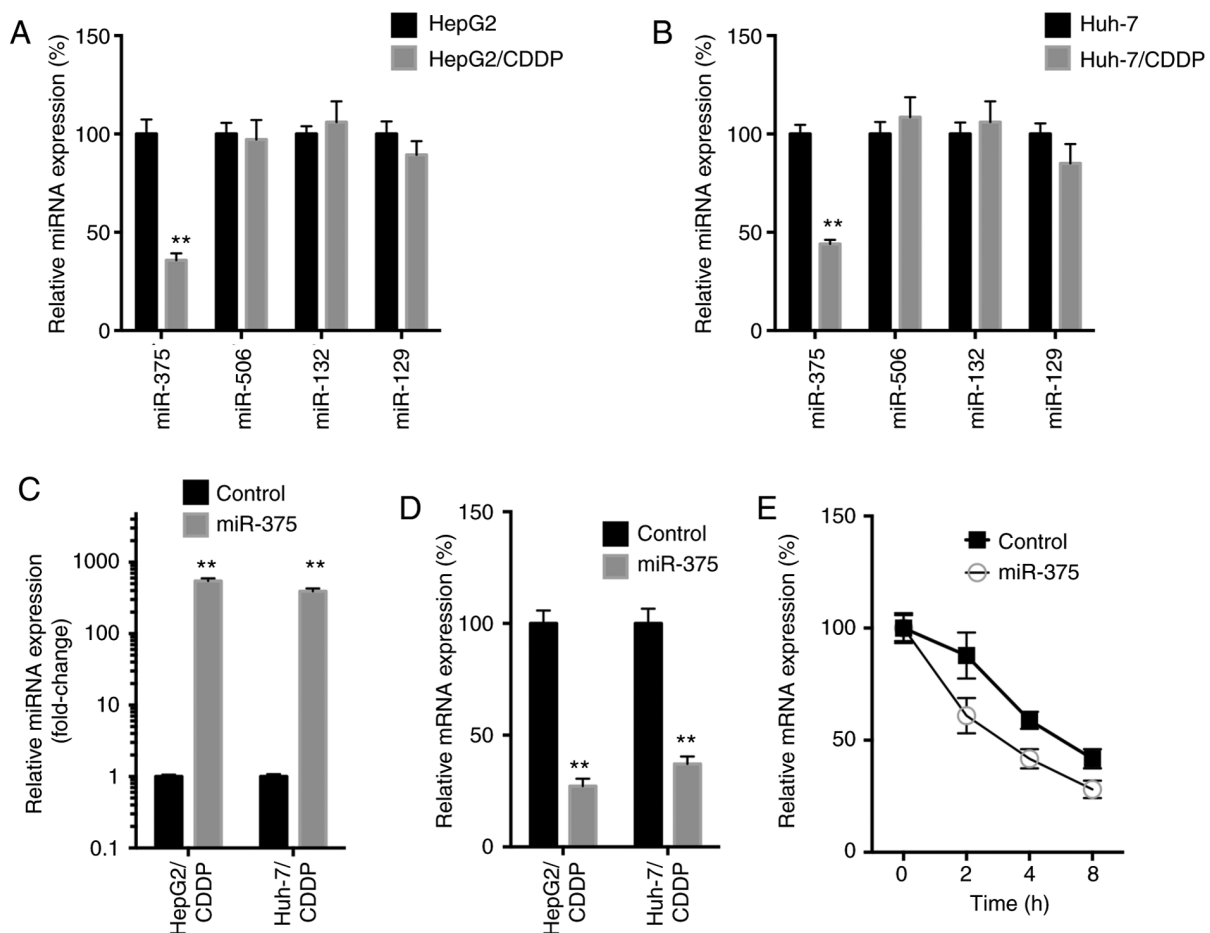 A
HepG2
HepG2/CDDP
Relative miRNA expression (%)
150
100
50
0
**
miR-375
miR-506
miR-132
miR-129
B
Huh-7
Huh-7/CDDP
Relative miRNA expression (%)
150
100
50
0
**
miR-375
miR-506
miR-132
miR-129
C
Control
miR-375
Relative miRNA expression
(fold-change)
1000
100
10
1
0.1
**
**
HepG2/
CDDP
Huh-7/
CDDP
D
Control
miR-375
Relative mRNA expression (%)
150
100
50
0
**
**
HepG2/
CDDP
Huh-7/
CDDP
E
Control
miR-375
Relative mRNA expression (%)
150
100
50
0
0 2 4 8
Time (h)